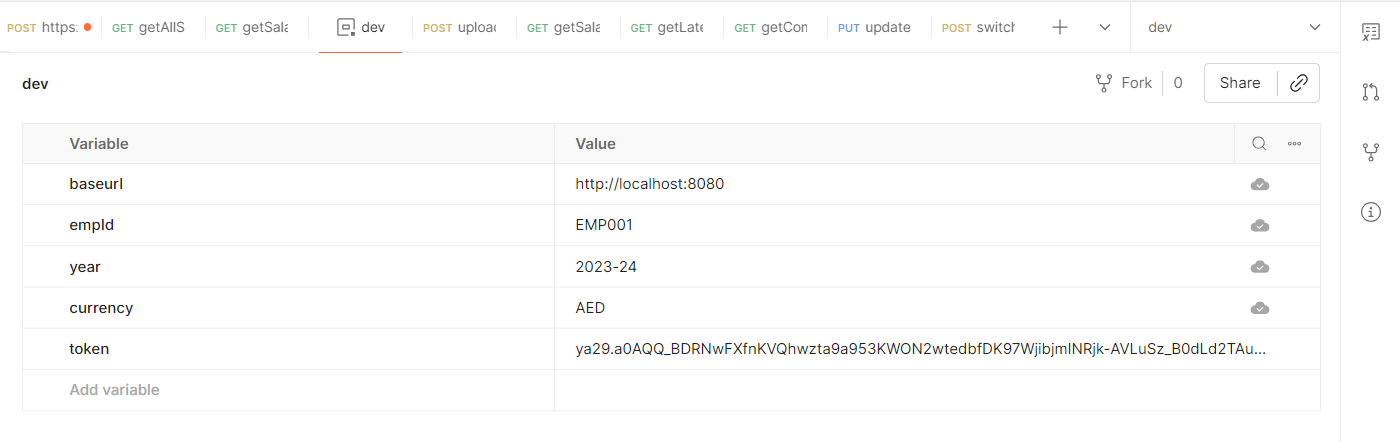 POST https: GET getAllS GET getSala dev POST upload GET getSala GET getLate GET getCon PUT update POST switch dev
dev Fork 0 Share
Variable Value
baseurl http://localhost:8080
empId EMP001
year 2023-24
currency AED
token ya29.a0AQQ_BDRNwFXfnKVQhwzta9a953KWON2wtedbfDK97WjibjmINRjk-AVLuSz_B0dLd2TAu...
Add variable